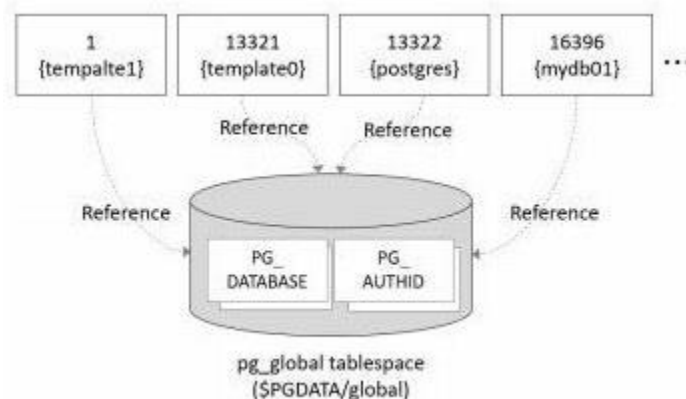 1
{tempalte1}
13321
{template0}
13322
{postgres}
16396
{mydb01}
...
Reference
Reference
Reference
Reference
PG_
DATABASE
PG_
AUTHID
pg_global tablespace
($PGDATA/global)